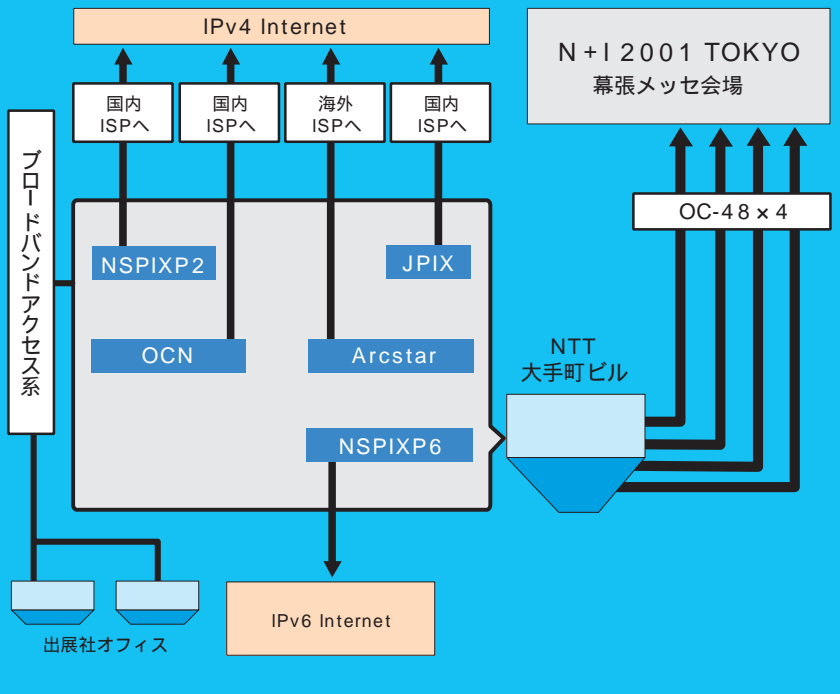 IPv4 Internet
N+I 2001 TOKYO
幕張メッセ会場
国内
ISPへ
国内
ISPへ
海外
ISPへ
国内
ISPへ
ブロードバンドアクセス系
OC-48×4
NSPIXP2
JPIX
OCN
Arcstar
NTT
大手町ビル
NSPIXP6
IPv6 Internet
出展社オフィス